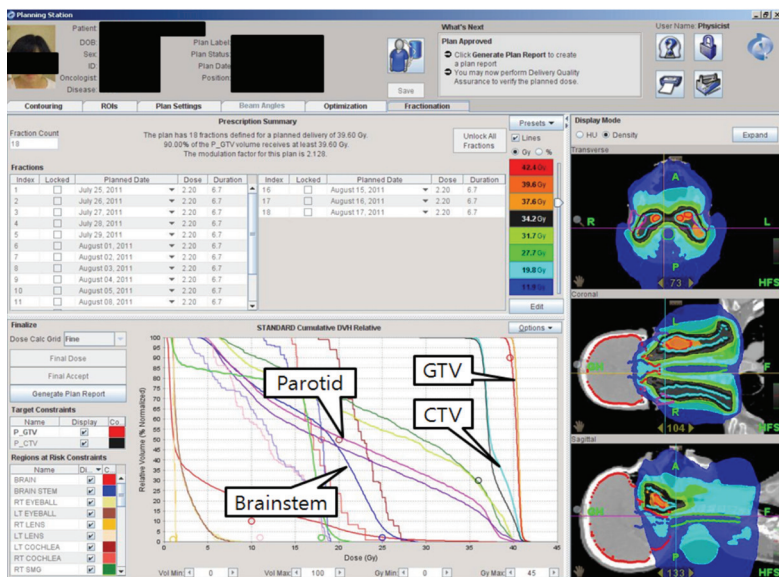 Planning Station
Patient:
DOB:
Sex:
ID:
Oncologist:
Disease:
Plan Label:
Plan Status:
Plan Date:
Position:
Save
What's Next
Plan Approved
Click Generate Plan Report to create
a plan report
You may now perform Delivery Quality
Assurance to verify the planned dose.
User Name: Physicist
Contouring
ROIs
Plan Settings
Beam Angles
Optimization
Fractionation
Prescription Summary
Fraction Count
18
The plan has 18 fractions defined for a planned delivery of 39.60 Gy.
90.00% of the P_GTV volume receives at least 39.60 Gy.
The modulation factor for this plan is 2.128.
Unlock All
Fractions
Fractions
Index Locked Planned Date Dose Duration
1 July 25, 2011 2.20 6.7
2 July 26, 2011 2.20 6.7
3 July 27, 2011 2.20 6.7
4 July 28, 2011 2.20 6.7
5 July 29, 2011 2.20 6.7
6 August 01, 2011 2.20 6.7
7 August 02, 2011 2.20 6.7
8 August 03, 2011 2.20 6.7
9 August 04, 2011 2.20 6.7
10 August 05, 2011 2.20 6.7
11 August 08, 2011 2.20 6.7
Index Locked Planned Date Dose Duration
16 August 15, 2011 2.20 6.7
17 August 16, 2011 2.20 6.7
18 August 17, 2011 2.20 6.7
Presets
Lines
Gy %
42.4 Gy
39.6 Gy
37.6 Gy
34.2 Gy
31.7 Gy
27.7 Gy
19.8 Gy
11.9 Gy
Edit
Display Mode
HU Density
Expand
Transverse
A
R L
P
73
HFS
Coronal
L
GH F
R
104
HFS
Sagittal
A
GH F
P
133
HFS
Finalize
Dose Calc Grid Fine
Final Dose
Final Accept
Generate Plan Report
Target Constraints
Name Display Co...
P_GTV
P_CTV
Regions at Risk Constraints
Name Di... C...
BRAIN
BRAIN STEM
RT EYEBALL
LT EYEBALL
RT LENS
LT LENS
LT COCHLEA
RT COCHLEA
RT SMG
STANDARD Cumulative DVH Relative
Options
Relative Volume (% Normalized)
100
95
90
85
80
75
70
65
60
55
50
45
40
35
30
25
20
15
10
5
0
Parotid
Brainstem
GTV
CTV
0 5 10 15 20 25 30 35 40 45
Dose (Gy)
Vol Min: 0 Vol Max: 100 Gy Min: 0 Gy Max: 45